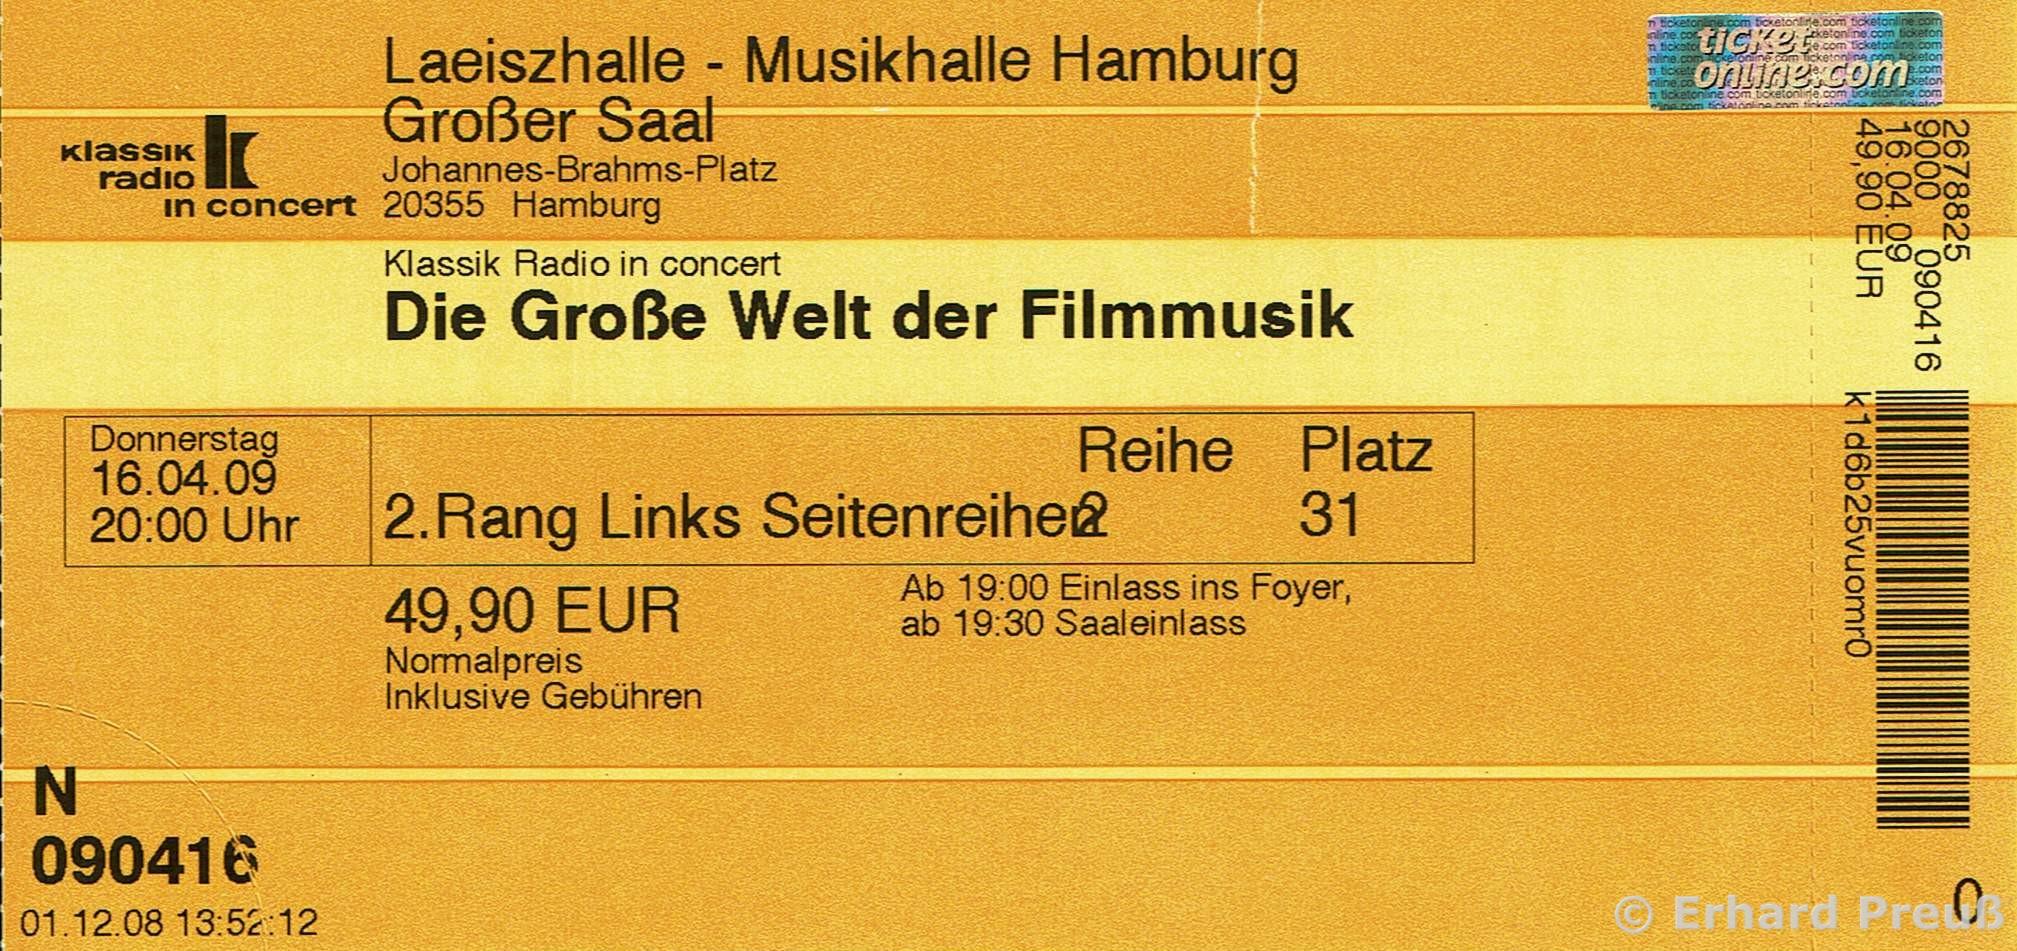 Laeiszhalle - Musikhalle Hamburg
Großer Saal
Johannes-Brahms-Platz
20355 Hamburg
Klassik
radio
in concert
ticket
online.com
Klassik Radio in concert
Die Große Welt der Filmmusik
Donnerstag
16.04.09
20:00 Uhr
Reihe Platz
2.Rang Links Seitenreihen 2 31
49,90 EUR
Normalpreis
Inklusive Gebühren
Ab 19:00 Einlass ins Foyer,
ab 19:30 Saaleinlass
N
090416
01.12.08 13:52:12
2678825
9000 090416
16.04.09
49,90 EUR
k1d6b25vuomr0
0
© Erhard Preuß